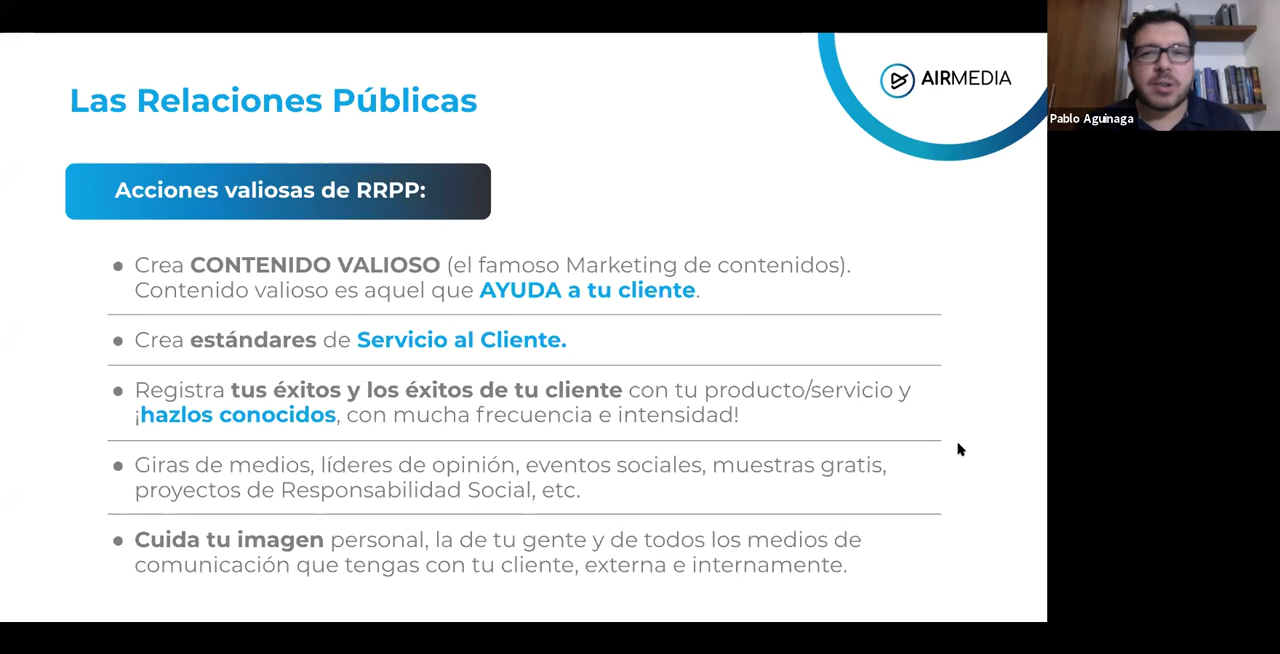 Las Relaciones Públicas
AIRMEDIA
Pablo Aguinaga
Acciones valiosas de RRPP:
● Crea CONTENIDO VALIOSO (el famoso Marketing de contenidos).
Contenido valioso es aquel que AYUDA a tu cliente.
● Crea estándares de Servicio al Cliente.
● Registra tus éxitos y los éxitos de tu cliente con tu producto/servicio y
¡hazlos conocidos, con mucha frecuencia e intensidad!
● Giras de medios, líderes de opinión, eventos sociales, muestras gratis,
proyectos de Responsabilidad Social, etc.
● Cuida tu imagen personal, la de tu gente y de todos los medios de
comunicación que tengas con tu cliente, externa e internamente.